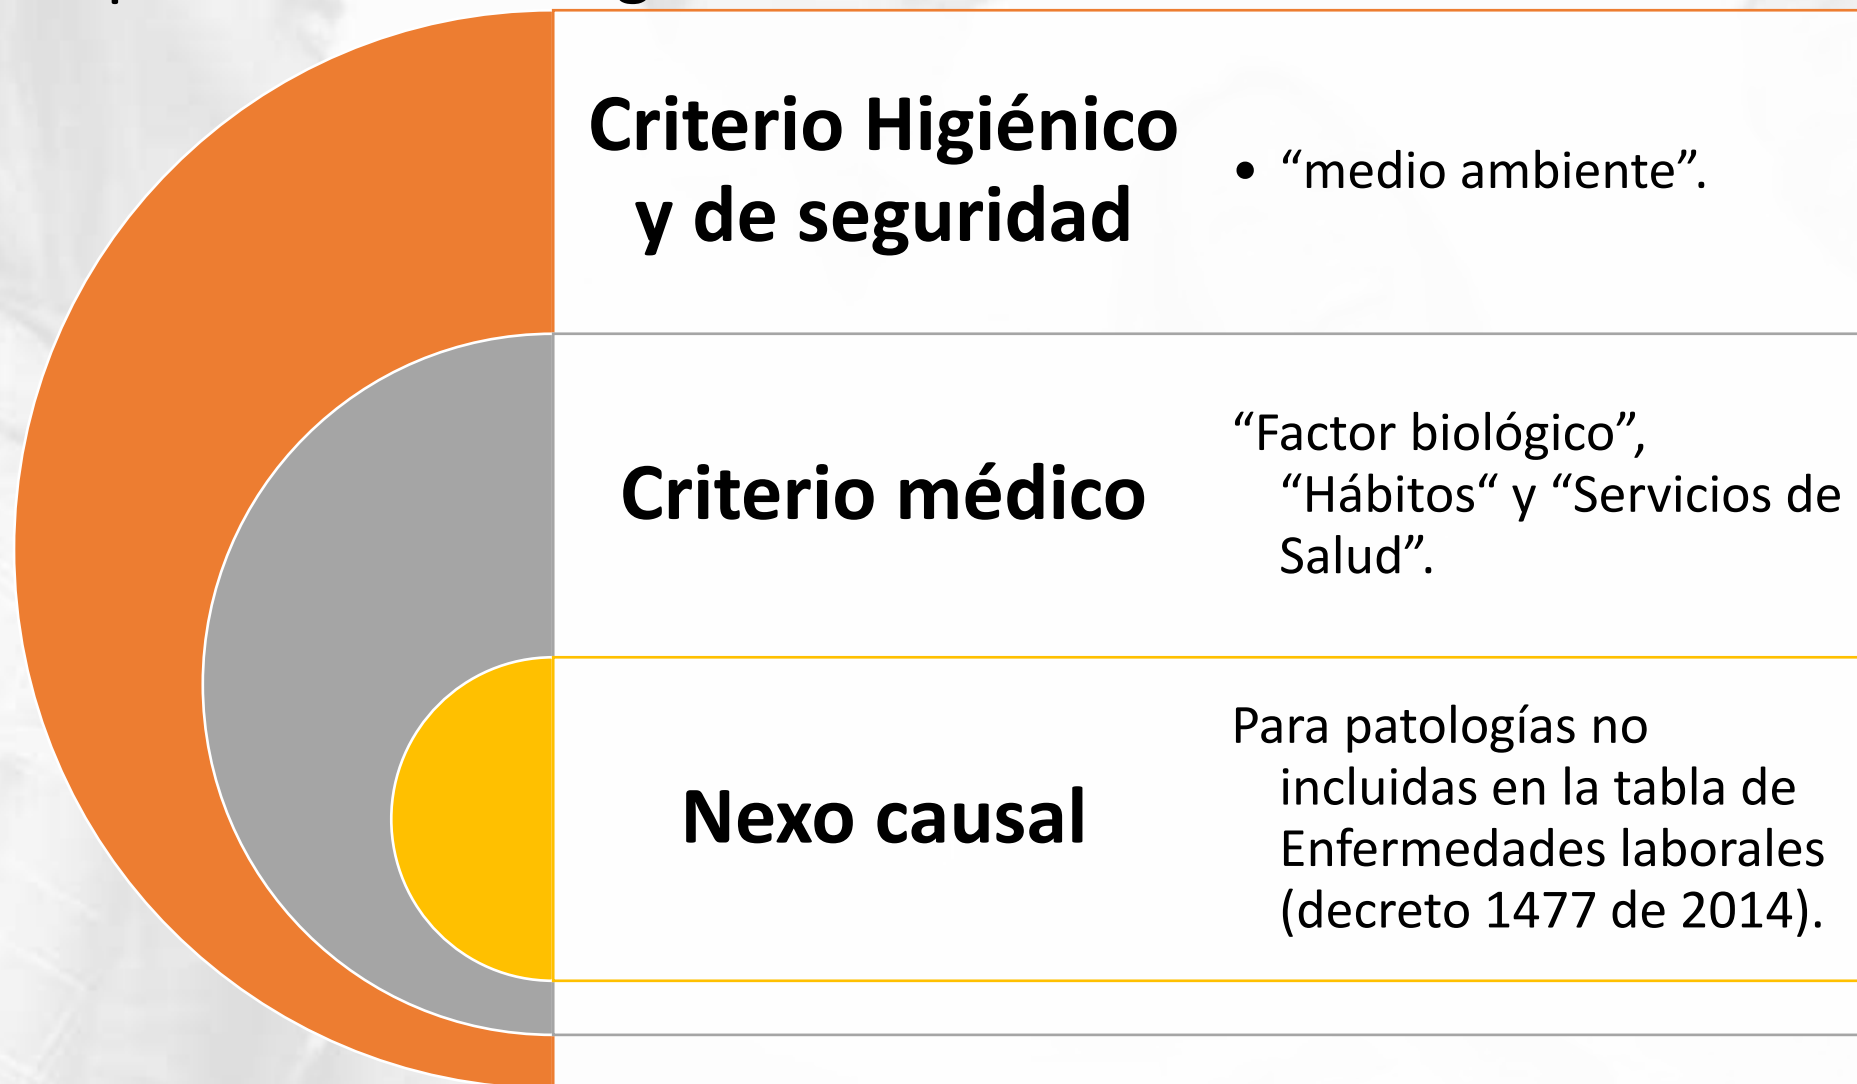 Criterio Higiénico
y de seguridad
• “medio ambiente”.
Criterio médico
“Factor biológico”,
“Hábitos“ y “Servicios de
Salud”.
Nexo causal
Para patologías no
incluidas en la tabla de
Enfermedades laborales
(decreto 1477 de 2014).